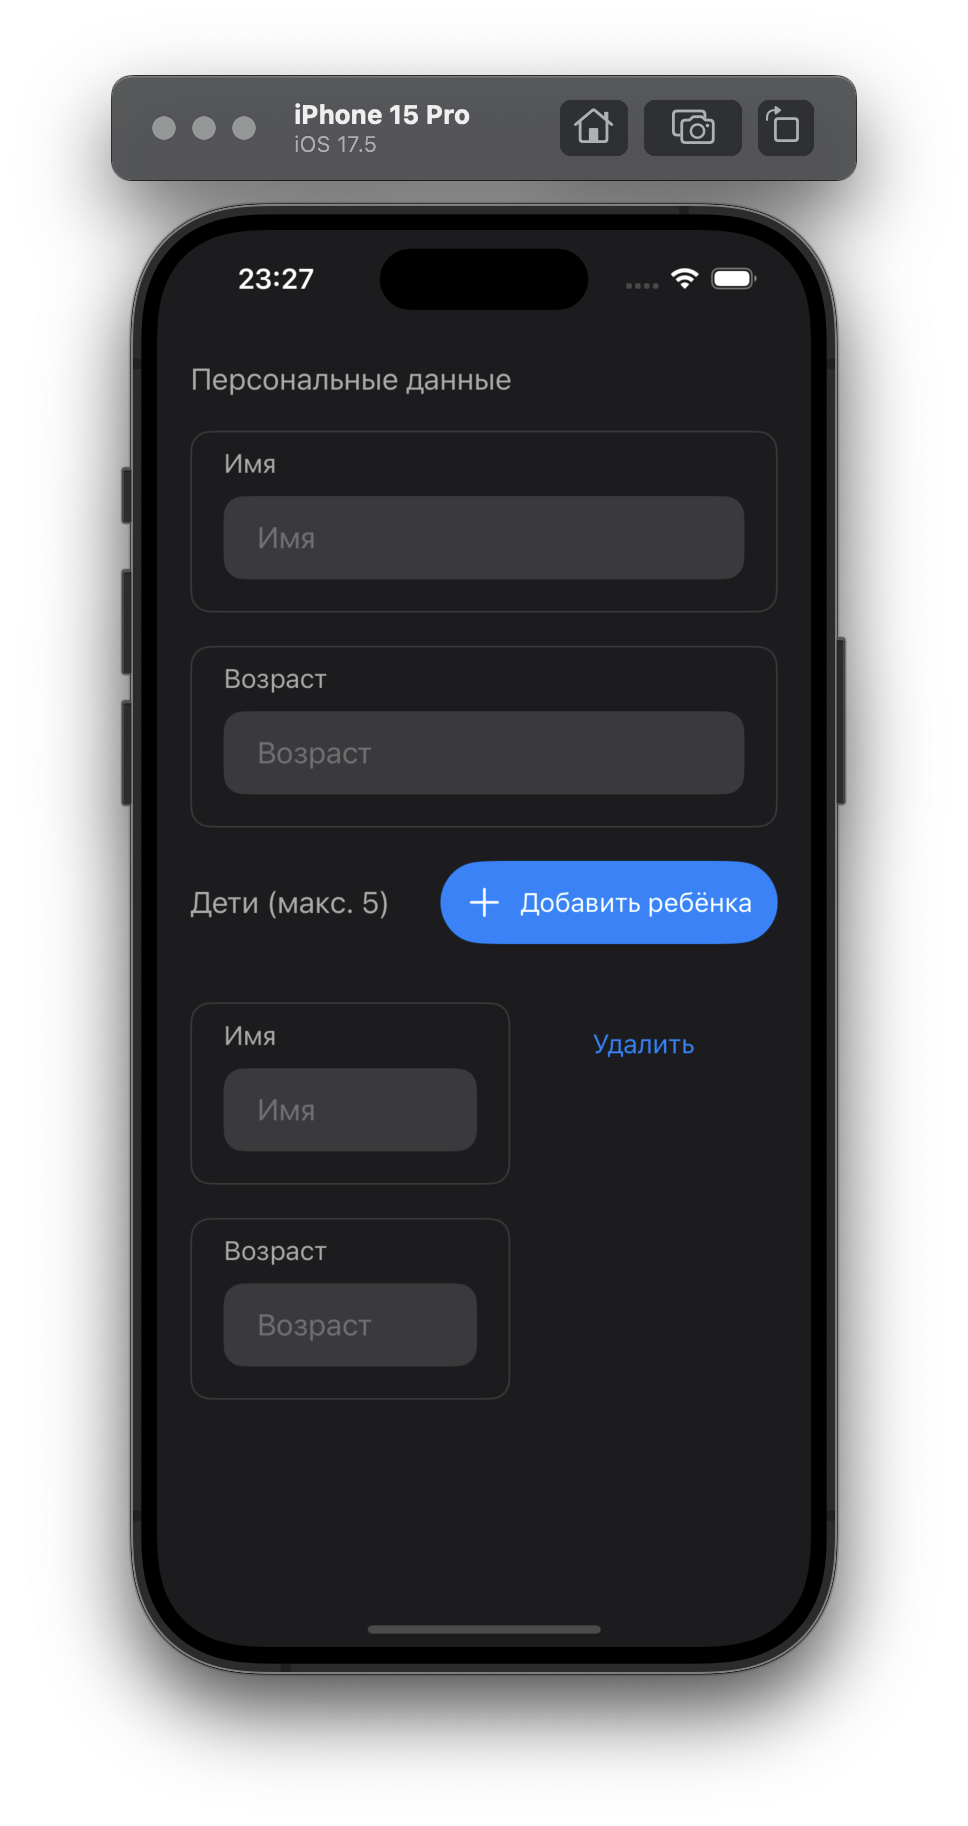 iPhone 15 Pro
iOS 17.5
23:27
Персональные данные
Имя
Имя
Возраст
Возраст
Дети (макс. 5)
Добавить ребёнка
Имя
Удалить
Имя
Возраст
Возраст